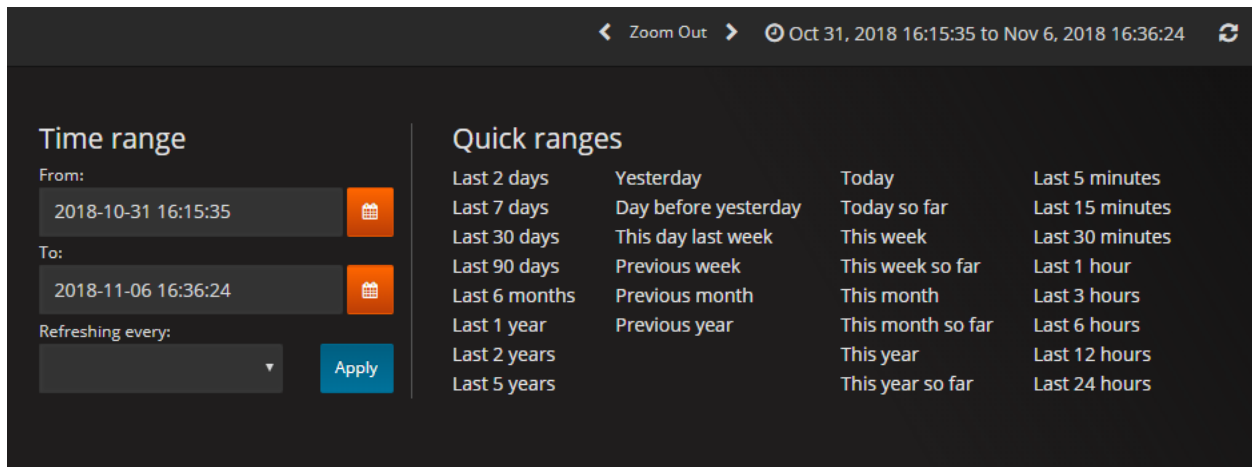 Zoom Out Oct 31, 2018 16:15:35 to Nov 6, 2018 16:36:24
Time range
From:
2018-10-31 16:15:35
To:
2018-11-06 16:36:24
Refreshing every:
Apply
Quick ranges
Last 2 days Yesterday Today Last 5 minutes
Last 7 days Day before yesterday Today so far Last 15 minutes
Last 30 days This day last week This week Last 30 minutes
Last 90 days Previous week This week so far Last 1 hour
Last 6 months Previous month This month Last 3 hours
Last 1 year Previous year This month so far Last 6 hours
Last 2 years This year Last 12 hours
Last 5 years This year so far Last 24 hours